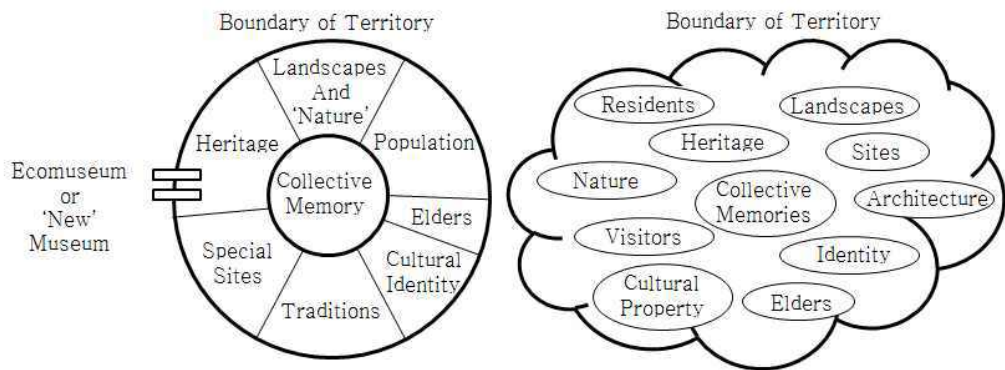 Boundary of Territory
Landscapes
And
'Nature'
Heritage
Population
Ecomuseum
or
'New'
Museum
Collective
Memory
Elders
Special
Sites
Cultural
Identity
Traditions
Boundary of Territory
Residents
Landscapes
Heritage
Sites
Nature
Collective
Memories
Architecture
Visitors
Identity
Cultural
Property
Elders